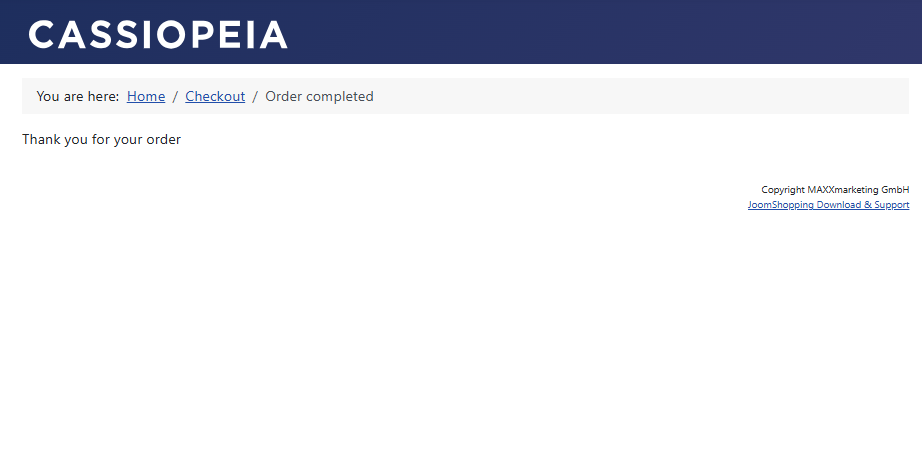 CASSIOPEIA
You are here: Home / Checkout / Order completed
Thank you for your order
Copyright MAXXmarketing GmbH
JoomShopping Download & Support